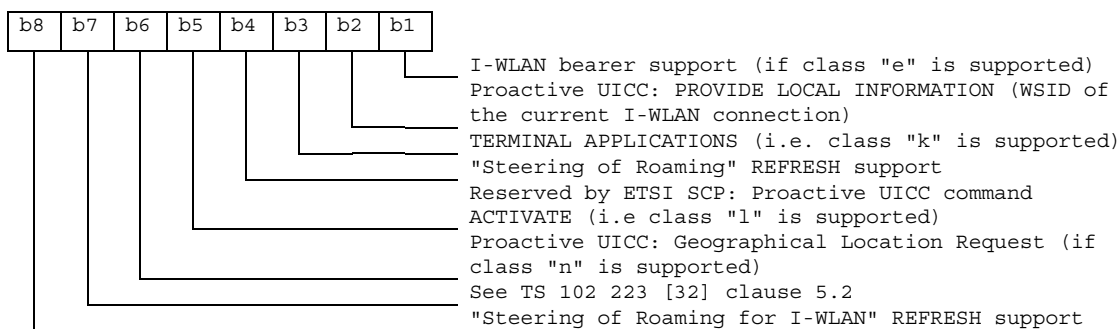 b8 b7 b6 b5 b4 b3 b2 b1
I-WLAN bearer support (if class "e" is supported)
Proactive UICC: PROVIDE LOCAL INFORMATION (WSID of
the current I-WLAN connection)
TERMINAL APPLICATIONS (i.e. class "k" is supported)
"Steering of Roaming" REFRESH support
Reserved by ETSI SCP: Proactive UICC command
ACTIVATE (i.e class "l" is supported)
Proactive UICC: Geographical Location Request (if
class "n" is supported)
See TS 102 223 [32] clause 5.2
"Steering of Roaming for I-WLAN" REFRESH support